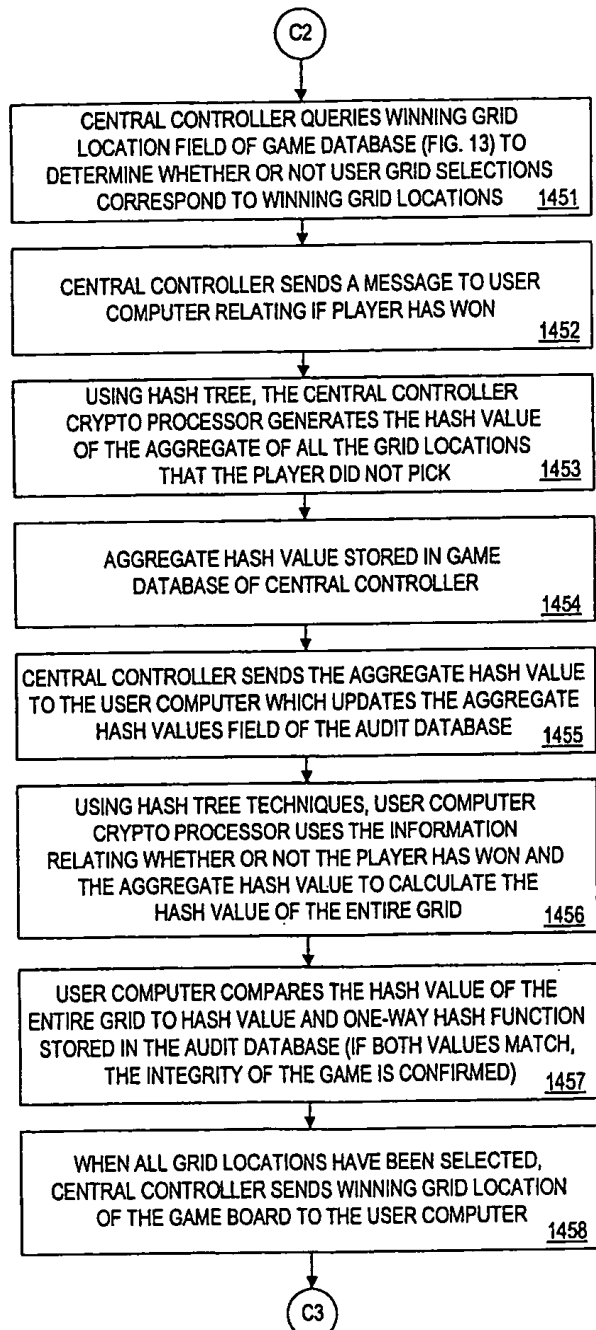 C2
CENTRAL CONTROLLER QUERIES WINNING GRID
LOCATION FIELD OF GAME DATABASE (FIG. 13) TO
DETERMINE WHETHER OR NOT USER GRID SELECTIONS
CORRESPOND TO WINNING GRID LOCATIONS 1451
CENTRAL CONTROLLER SENDS A MESSAGE TO USER
COMPUTER RELATING IF PLAYER HAS WON
1452
USING HASH TREE, THE CENTRAL CONTROLLER
CRYPTO PROCESSOR GENERATES THE HASH VALUE
OF THE AGGREGATE OF ALL THE GRID LOCATIONS
THAT THE PLAYER DID NOT PICK 1453
AGGREGATE HASH VALUE STORED IN GAME
DATABASE OF CENTRAL CONTROLLER
1454
CENTRAL CONTROLLER SENDS THE AGGREGATE HASH VALUE
TO THE USER COMPUTER WHICH UPDATES THE AGGREGATE
HASH VALUES FIELD OF THE AUDIT DATABASE 1455
USING HASH TREE TECHNIQUES, USER COMPUTER
CRYPTO PROCESSOR USES THE INFORMATION
RELATING WHETHER OR NOT THE PLAYER HAS WON AND
THE AGGREGATE HASH VALUE TO CALCULATE THE
HASH VALUE OF THE ENTIRE GRID 1456
USER COMPUTER COMPARES THE HASH VALUE OF THE
ENTIRE GRID TO HASH VALUE AND ONE-WAY HASH FUNCTION
STORED IN THE AUDIT DATABASE (IF BOTH VALUES MATCH,
THE INTEGRITY OF THE GAME IS CONFIRMED) 1457
WHEN ALL GRID LOCATIONS HAVE BEEN SELECTED,
CENTRAL CONTROLLER SENDS WINNING GRID LOCATION
OF THE GAME BOARD TO THE USER COMPUTER 1458
C3